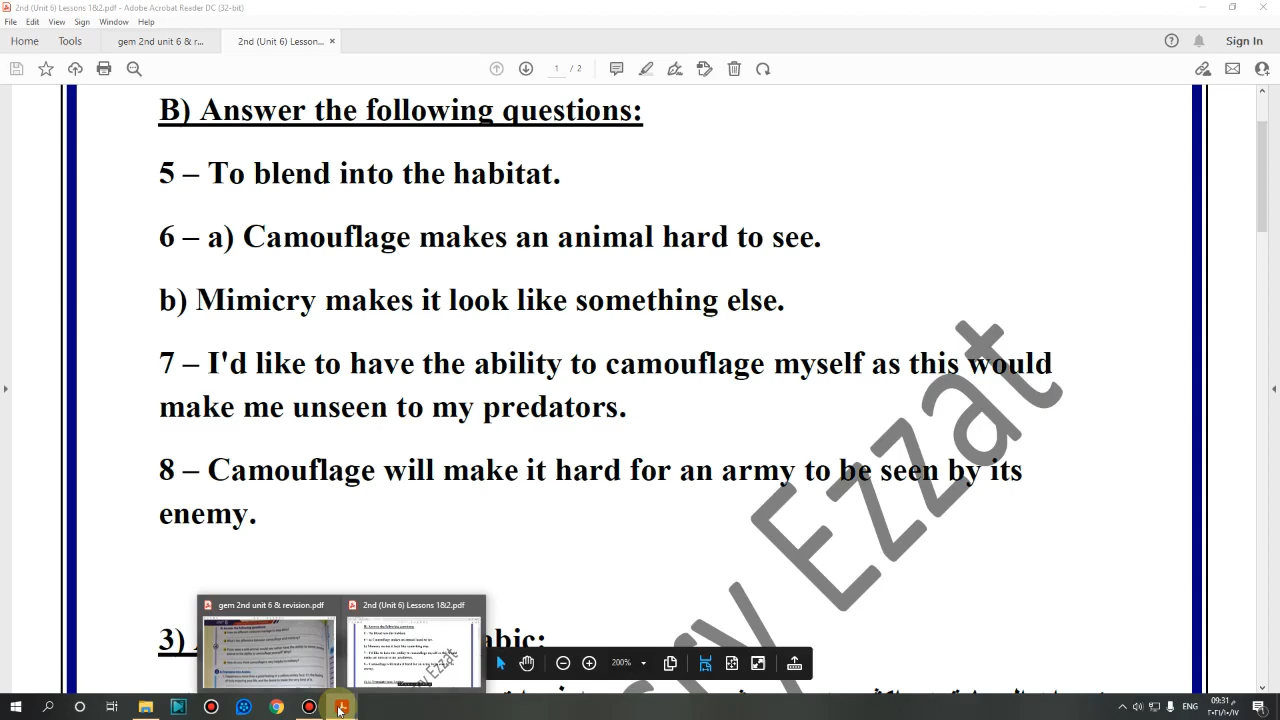 2nd (Unit 6) Lessons 1&2.pdf - Adobe Acrobat Reader DC (32-bit)
File Edit View Sign Window Help
Home Tools gem 2nd unit 6 & r... 2nd (Unit 6) Lesson... Sign In
1 / 2
B) Answer the following questions:
5 – To blend into the habitat.
6 – a) Camouflage makes an animal hard to see.
b) Mimicry makes it look like something else.
7 – I'd like to have the ability to camouflage myself as this would
make me unseen to my predators.
8 – Camouflage will make it hard for an army to be seen by its
enemy.
Ezzat
gem 2nd unit 6 & revision.pdf 2nd (Unit 6) Lessons 1&2.pdf
3)
200%
ENG 09:31 م
٢٠٢١/١٠/١٧